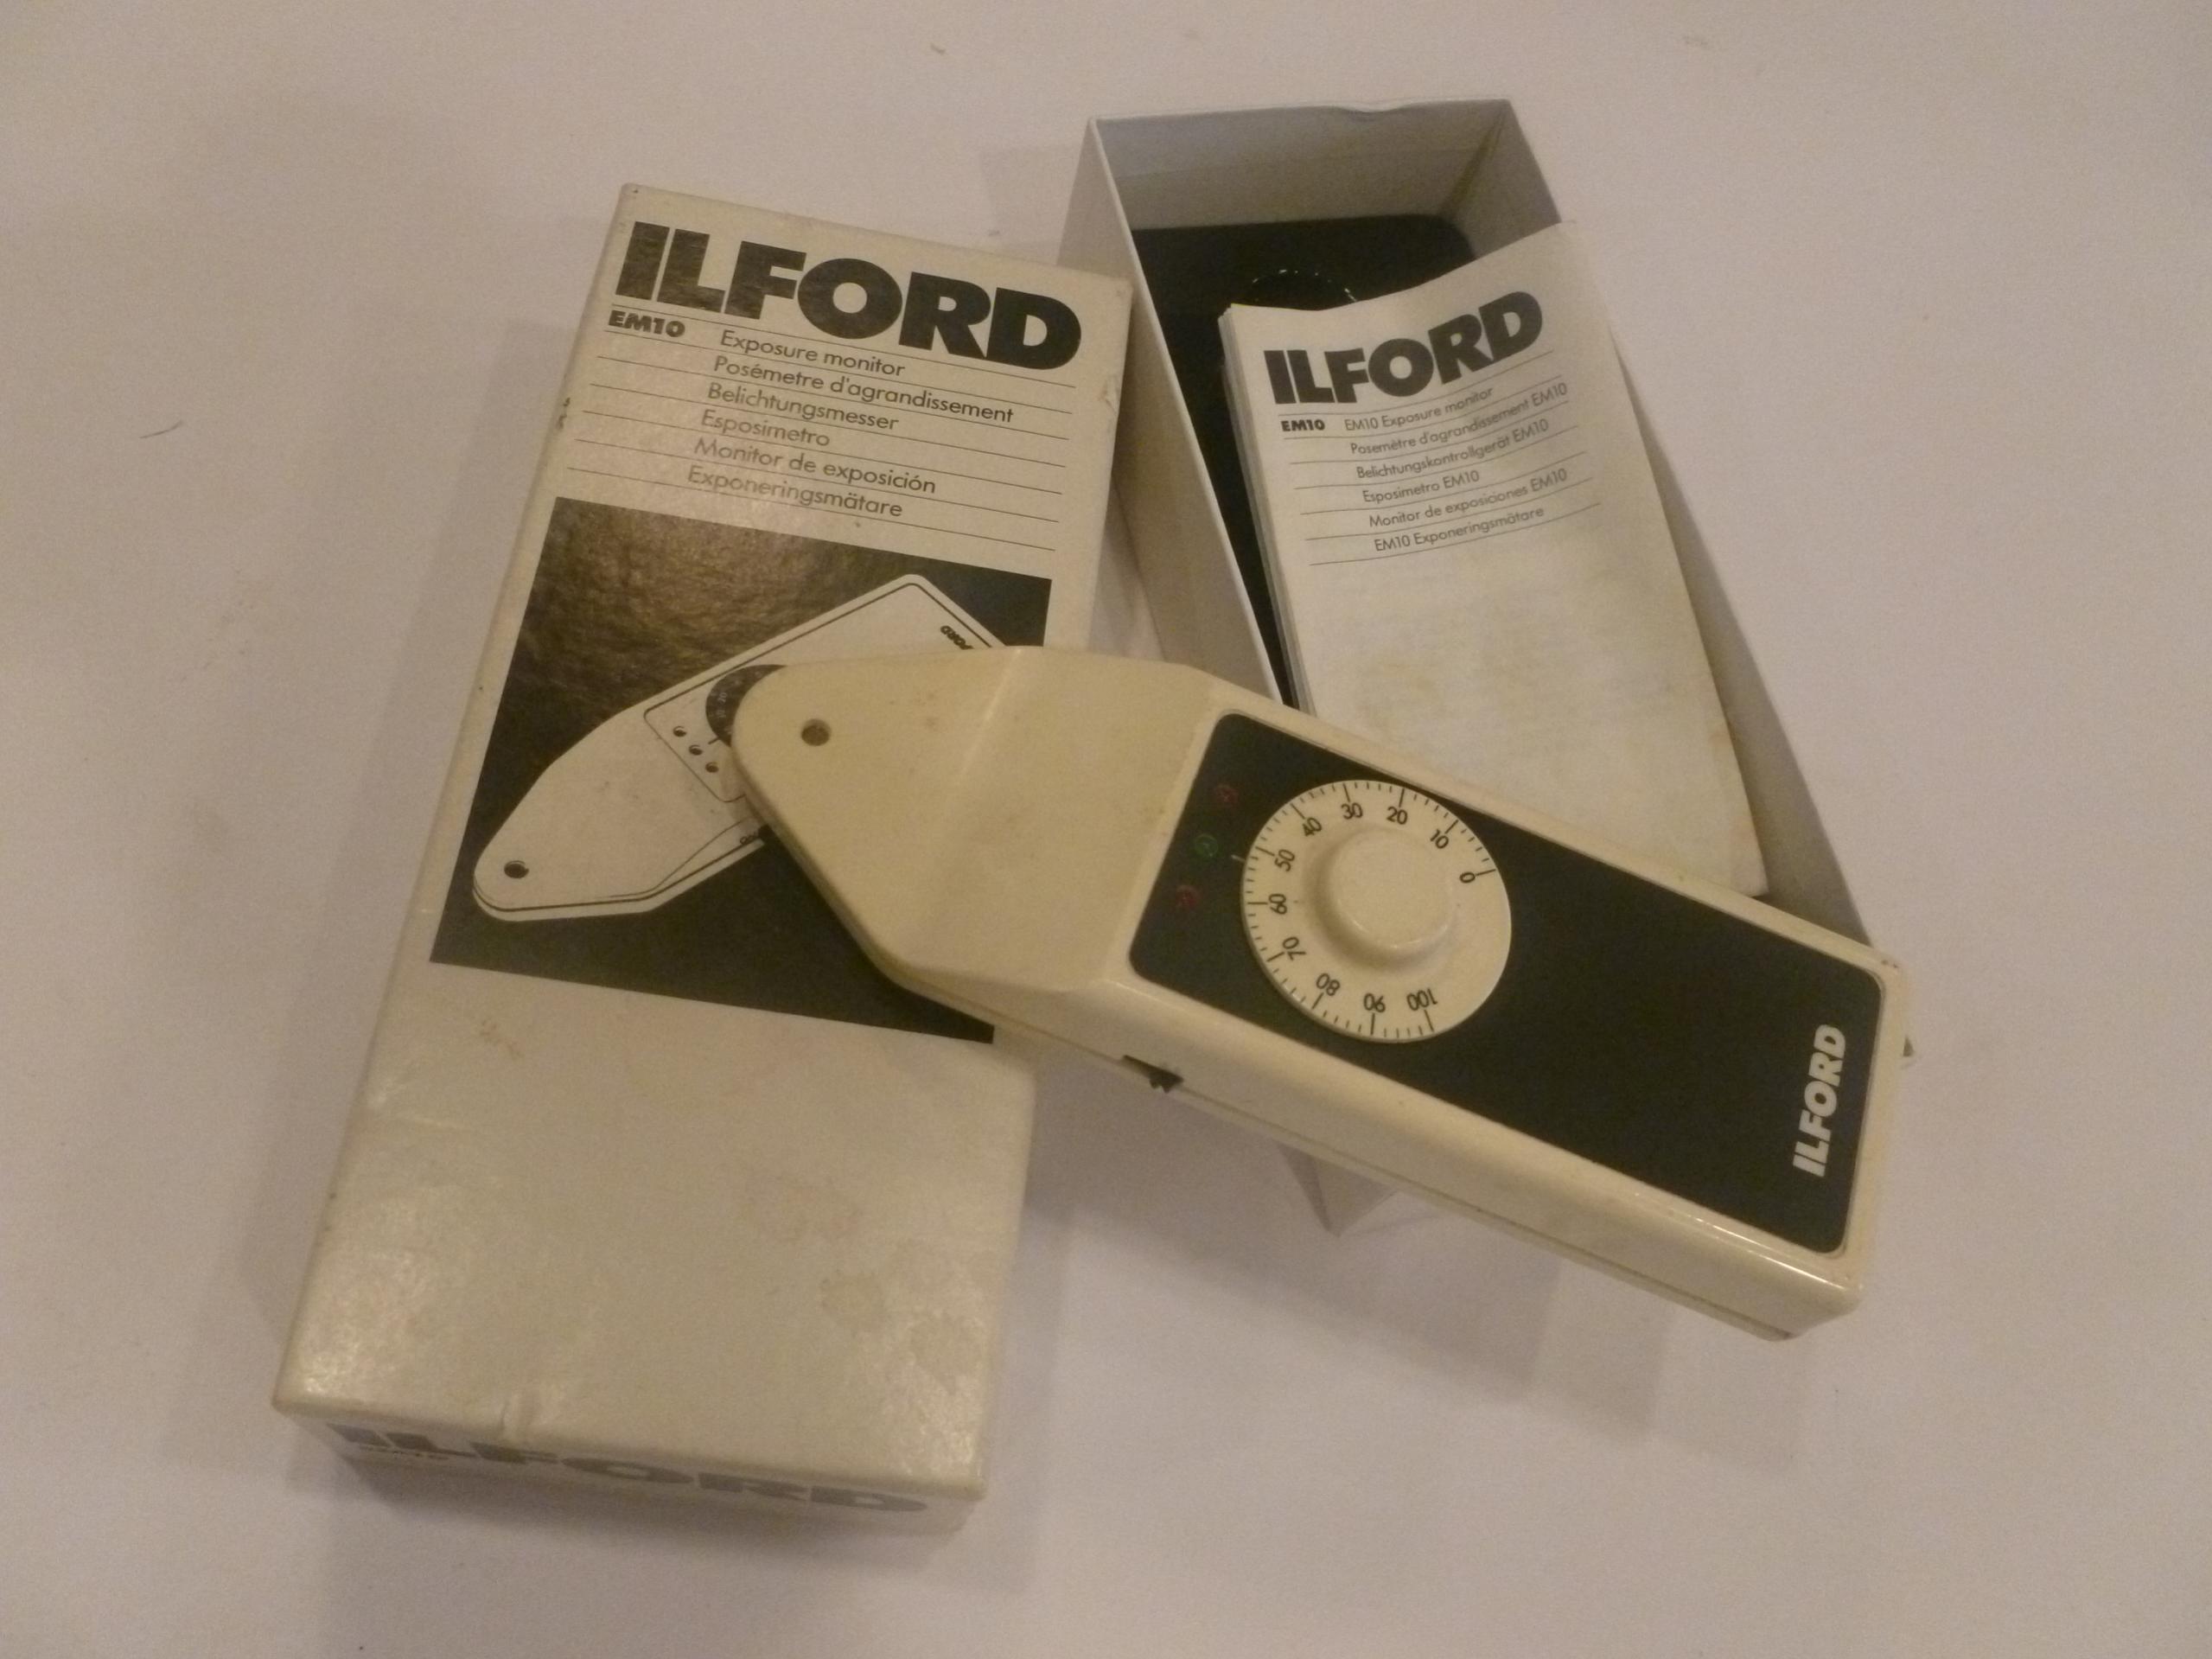 ILFORD
EM10 Exposure monitor
Posémetre d'agrandissement
Belichtungsmesser
Esposimetro
Monitor de exposición
Exponeringsmätare
ILFORD
ILFORD
ILFORD
EM10 EM10 Exposure monitor
Posemètre d'agrandissement EM10
Belichtungskontrollgerät EM10
Esposimetro EM10
Monitor de exposiciones EM10
EM10 Exponeringsmätare
0 10 20 30 40 50 60 70 80 90 100
ILFORD